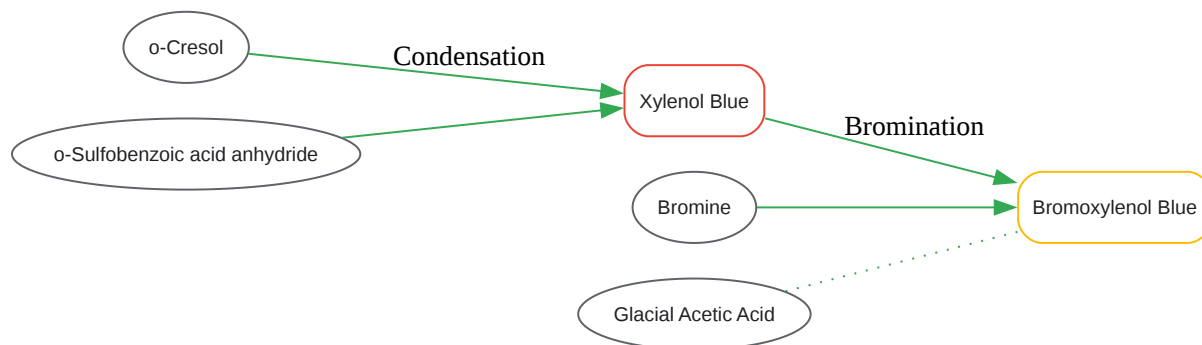 o-Cresol
Condensation
o-Sulfobenzoic acid anhydride
Xylenol Blue
Bromination
Bromine
Bromoxylenol Blue
Glacial Acetic Acid